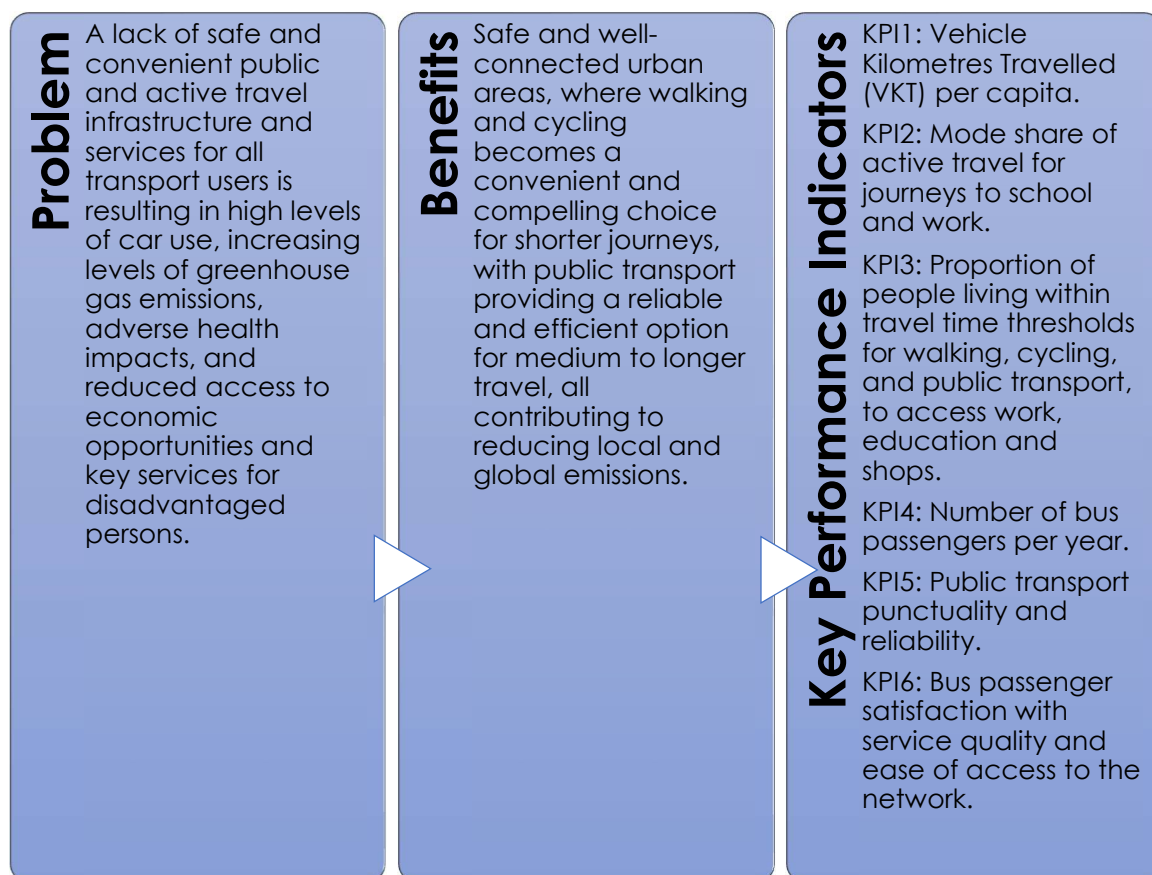 Problem
A lack of safe and
convenient public
and active travel
infrastructure and
services for all
transport users is
resulting in high levels
of car use, increasing
levels of greenhouse
gas emissions,
adverse health
impacts, and
reduced access to
economic
opportunities and
key services for
disadvantaged
persons.
Benefits
Safe and well-
connected urban
areas, where walking
and cycling
becomes a
convenient and
compelling choice
for shorter journeys,
with public transport
providing a reliable
and efficient option
for medium to longer
travel, all
contributing to
reducing local and
global emissions.
Key Performance Indicators
KPI1: Vehicle
Kilometres Travelled
(VKT) per capita.
KPI2: Mode share of
active travel for
journeys to school
and work.
KPI3: Proportion of
people living within
travel time thresholds
for walking, cycling,
and public transport,
to access work,
education and
shops.
KPI4: Number of bus
passengers per year.
KPI5: Public transport
punctuality and
reliability.
KPI6: Bus passenger
satisfaction with
service quality and
ease of access to the
network.